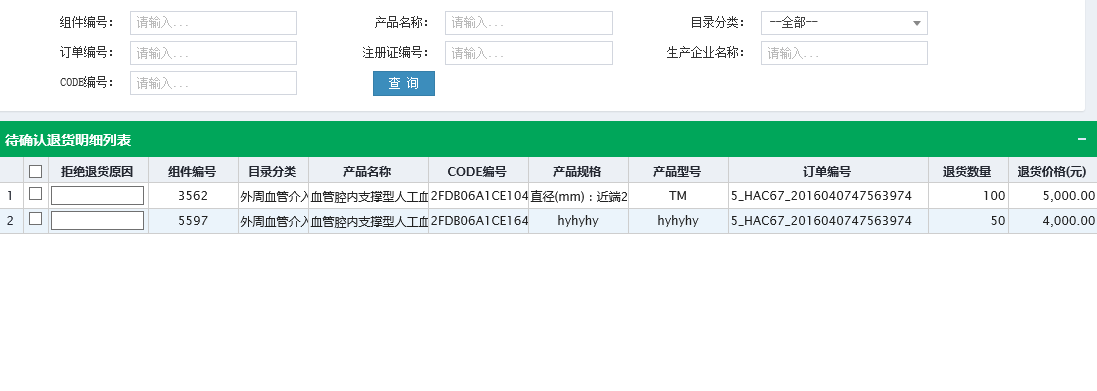 组件编号： 请输入... 产品名称： 请输入... 目录分类： --全部--
订单编号： 请输入... 注册证编号： 请输入... 生产企业名称： 请输入...
CODE编号： 请输入... 查 询
待确认退货明细列表
拒绝退货原因 组件编号 目录分类 产品名称 CODE编号 产品规格 产品型号 订单编号 退货数量 退货价格(元)
1 3562 外周血管介入 血管腔内支撑型人工血 2FDB06A1CE104 直径(mm)：近端2 TM 5_HAC67_2016040747563974 100 5,000.00
2 5597 外周血管介入 血管腔内支撑型人工血 2FDB06A1CE164 hyhyhy hyhyhy 5_HAC67_2016040747563974 50 4,000.00